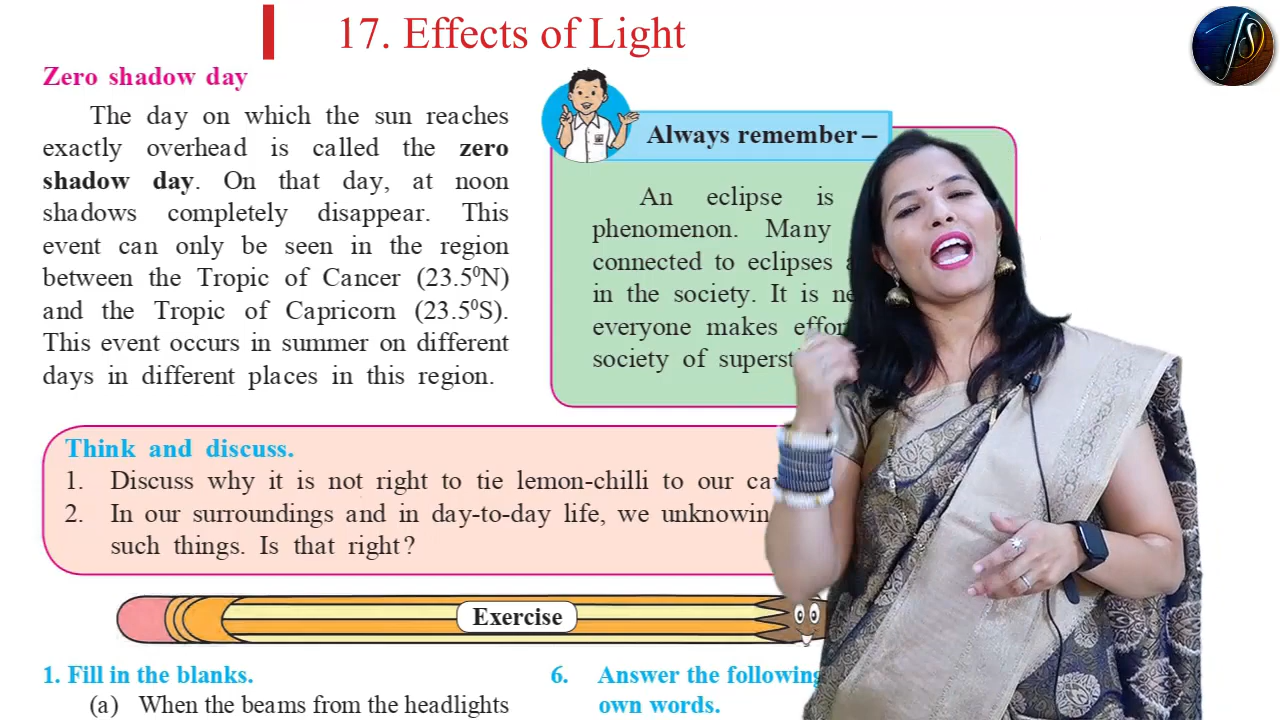 17. Effects of Light
Zero shadow day
The day on which the sun reaches
exactly overhead is called the zero
shadow day. On that day, at noon
shadows completely disappear. This
event can only be seen in the region
between the Tropic of Cancer (23.5⁰N)
and the Tropic of Capricorn (23.5⁰S).
This event occurs in summer on different
days in different places in this region.
Always remember –
An eclipse is
phenomenon. Many
connected to eclipses
in the society. It is
everyone makes
society of
Think and discuss.
1. Discuss why it is not right to tie lemon-chilli to our
2. In our surroundings and in day-to-day life, we
such things. Is that right?
Exercise
1. Fill in the blanks.
(a) When the beams from the headlights
6. Answer the following
own words.